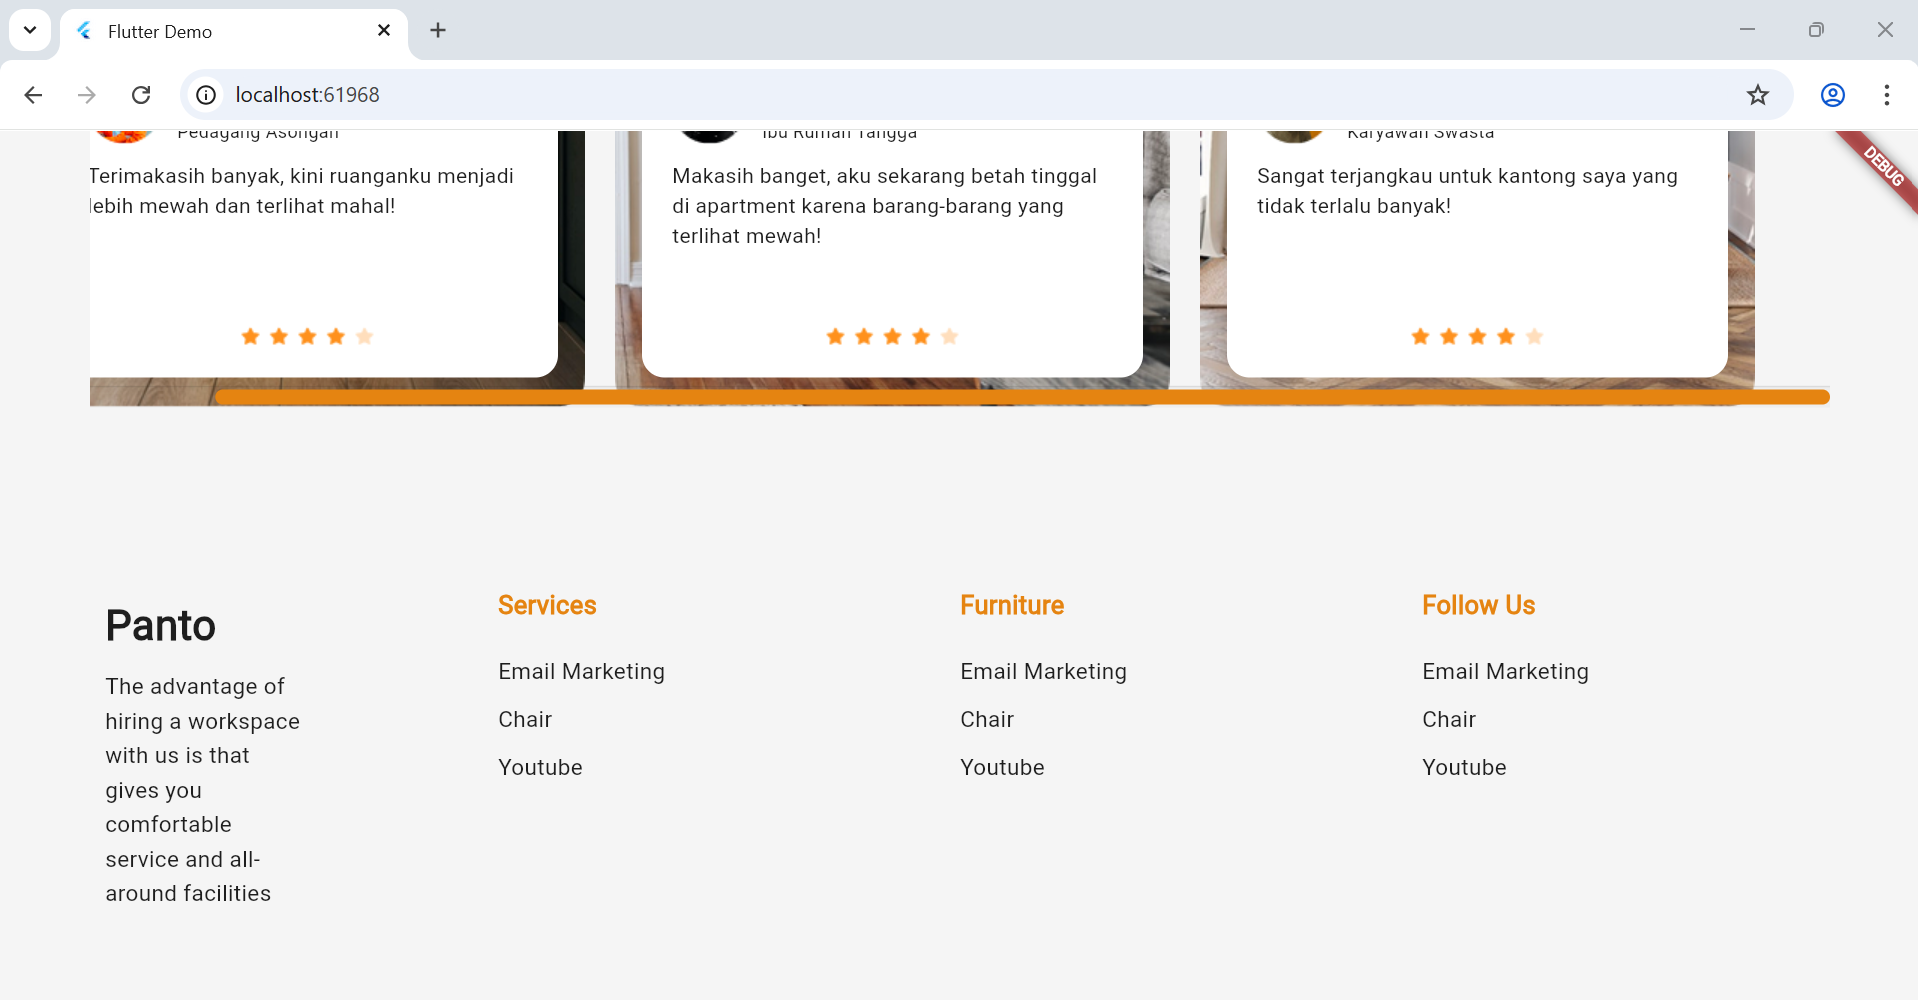 Flutter Demo
localhost:61968
DEBUG
Pedagang Asongan
Terimakasih banyak, kini ruanganku menjadi
lebih mewah dan terlihat mahal!
Ibu Rumah Tangga
Makasih banget, aku sekarang betah tinggal
di apartment karena barang-barang yang
terlihat mewah!
Karyawan Swasta
Sangat terjangkau untuk kantong saya yang
tidak terlalu banyak!
Panto
The advantage of
hiring a workspace
with us is that
gives you
comfortable
service and all-
around facilities
Services
Email Marketing
Chair
Youtube
Furniture
Email Marketing
Chair
Youtube
Follow Us
Email Marketing
Chair
Youtube